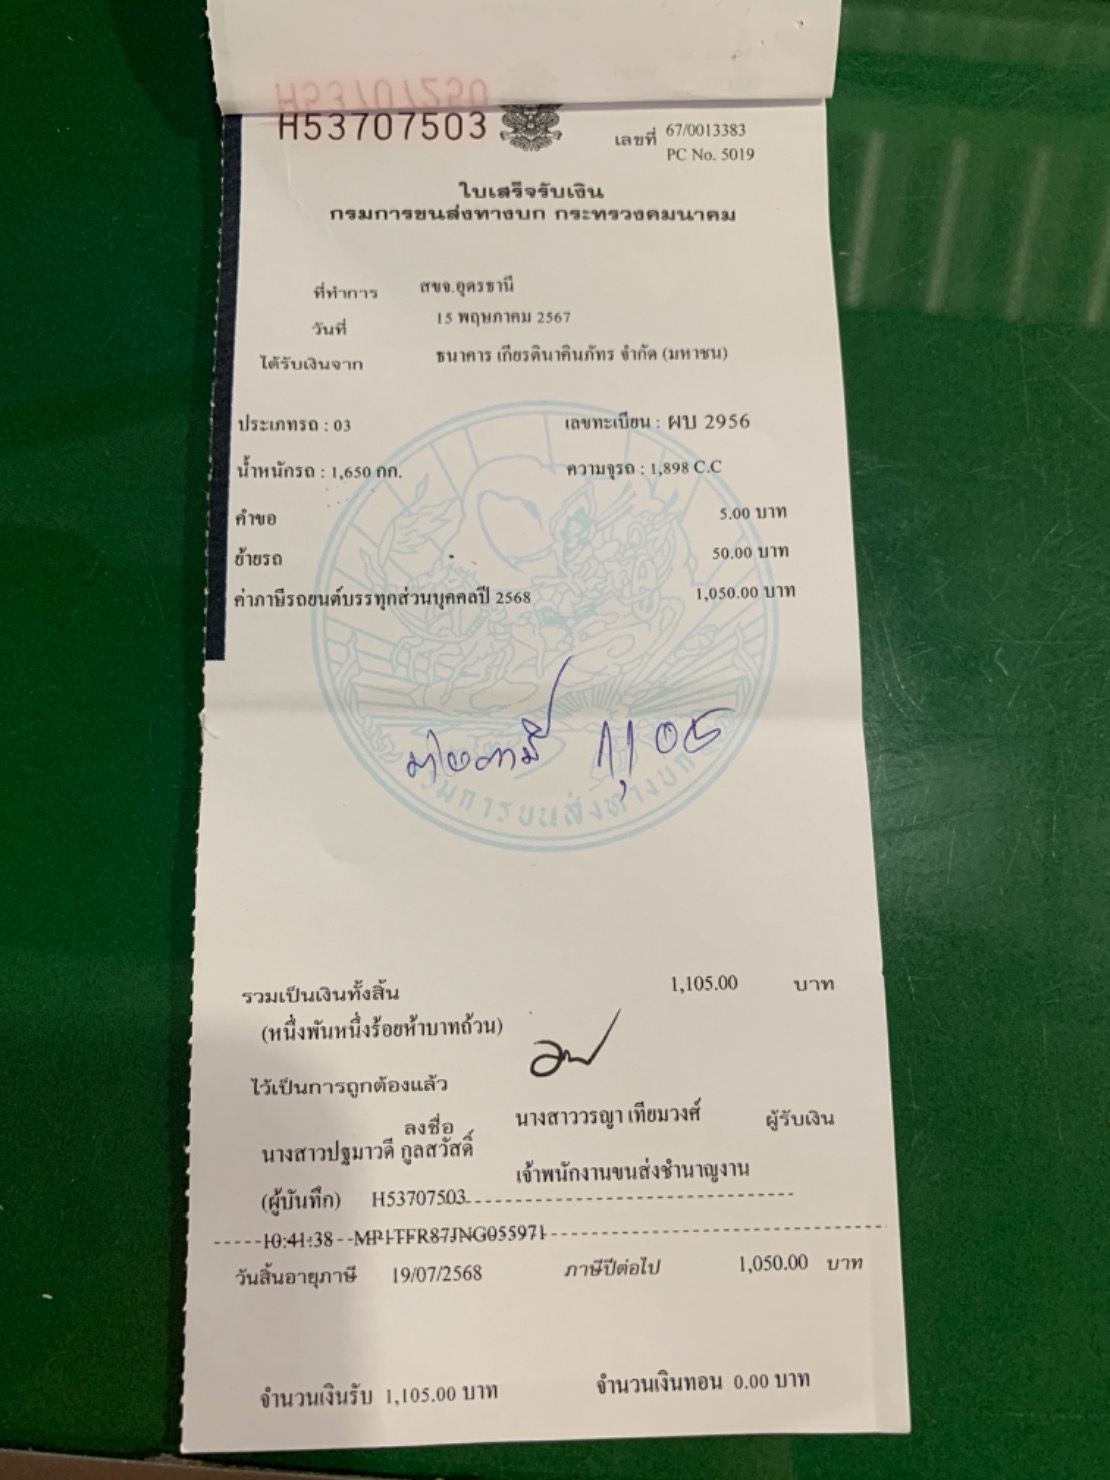 H53707503
เลขที่ 67/0013383
PC No. 5019
ใบเสร็จรับเงิน
กรมการขนส่งทางบก กระทรวงคมนาคม
ที่ทำการ สขจ.อุดรธานี
วันที่ 15 พฤษภาคม 2567
ได้รับเงินจาก ธนาคาร เกียรตินาคินภัทร จำกัด (มหาชน)
ประเภทรถ : 03 เลขทะเบียน : ผบ 2956
น้ำหนักรถ : 1,650 กก. ความจุรถ : 1,898 C.C
คำขอ 5.00 บาท
ย้ายรถ 50.00 บาท
ค่าภาษีรถยนต์บรรทุกส่วนบุคคลปี 2568 1,050.00 บาท
กรมการขนส่งทางบก
รวมเป็นเงินทั้งสิ้น 1,105.00 บาท
(หนึ่งพันหนึ่งร้อยห้าบาทถ้วน)
ไว้เป็นการถูกต้องแล้ว
ลงชื่อ นางสาววรญา เทียมวงศ์ ผู้รับเงิน
นางสาวปฐมาวดี กูลสวัสดิ์
เจ้าพนักงานขนส่งชำนาญงาน
(ผู้บันทึก) H53707503
10:41:38 MP1TFR87JNG055971
วันสิ้นอายุภาษี 19/07/2568 ภาษีปีต่อไป 1,050.00 บาท
จำนวนเงินรับ 1,105.00 บาท จำนวนเงินทอน 0.00 บาท